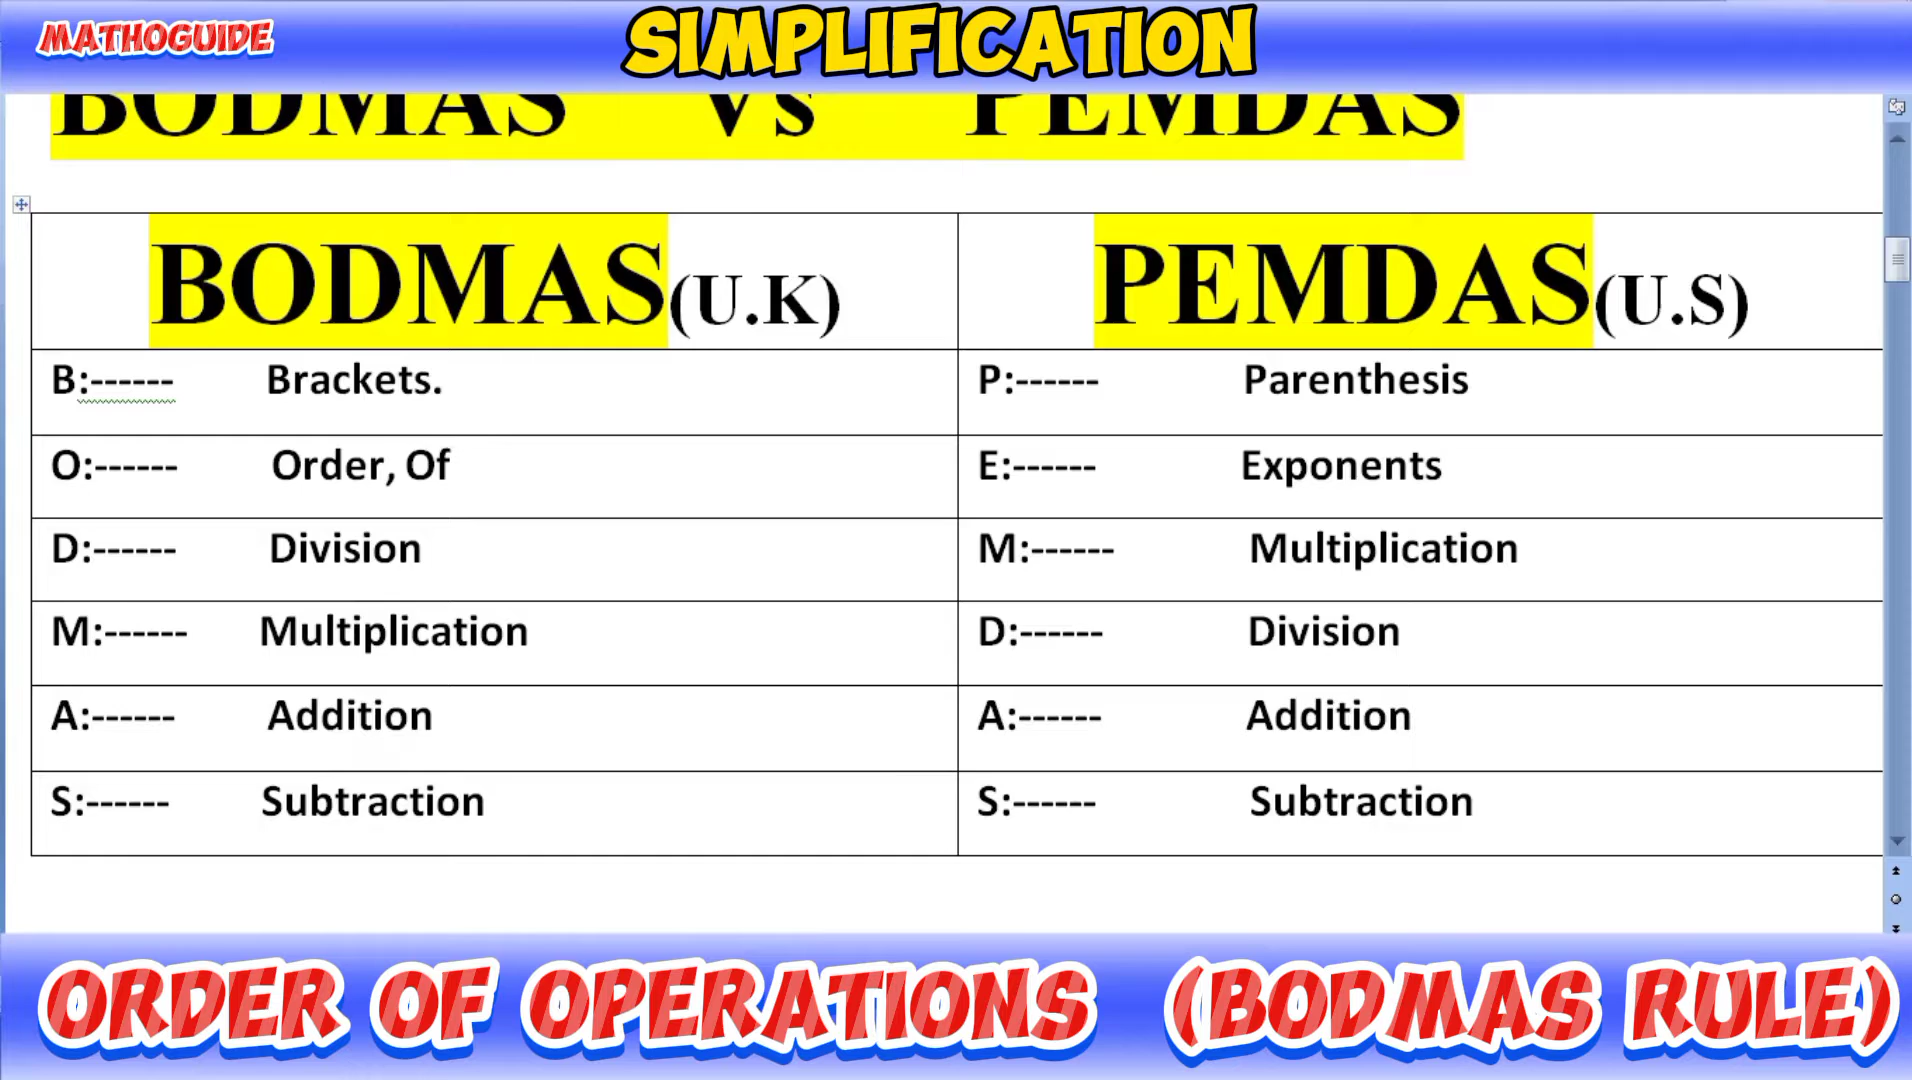 MATHOGUIDE
SIMPLIFICATION
BODMAS Vs PEMDAS
BODMAS(U.K) PEMDAS(U.S)
B:------ Brackets. P:------ Parenthesis
O:------ Order, Of E:------ Exponents
D:------ Division M:------ Multiplication
M:------ Multiplication D:------ Division
A:------ Addition A:------ Addition
S:------ Subtraction S:------ Subtraction
ORDER OF OPERATIONS (BODMAS RULE)